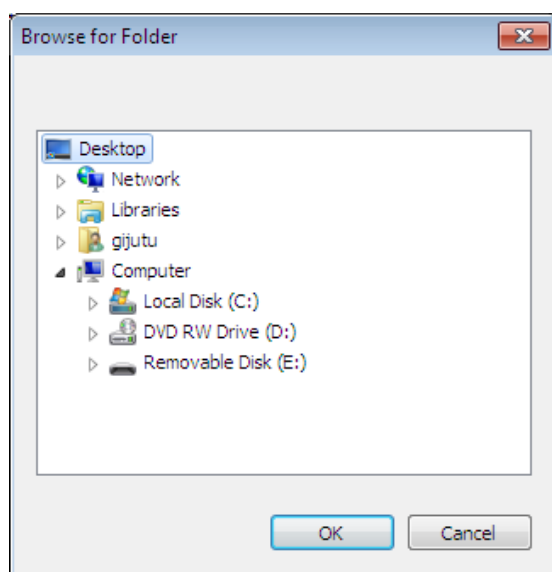 Browse for Folder
Desktop
Network
Libraries
gijutu
Computer
Local Disk (C:)
DVD RW Drive (D:)
Removable Disk (E:)
OK
Cancel